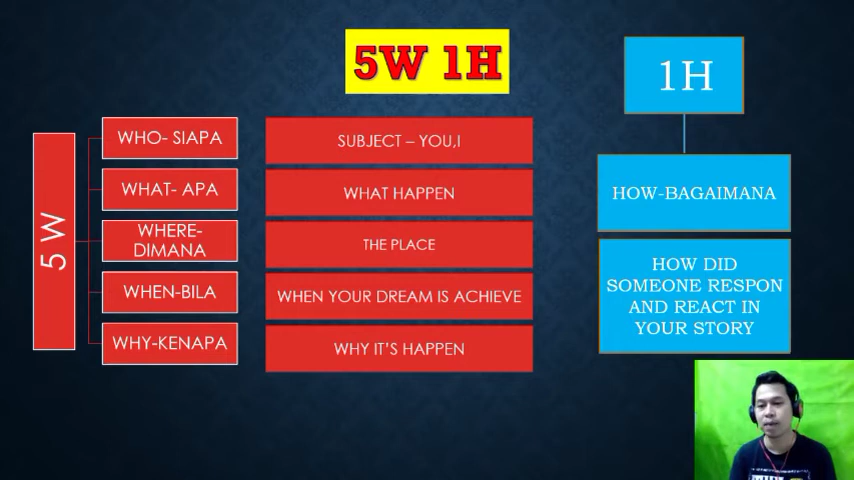 5W 1H
5 W
WHO- SIAPA
SUBJECT – YOU,I
WHAT- APA
WHAT HAPPEN
WHERE-
DIMANA
THE PLACE
WHEN-BILA
WHEN YOUR DREAM IS ACHIEVE
WHY-KENAPA
WHY IT'S HAPPEN
1H
HOW-BAGAIMANA
HOW DID
SOMEONE RESPON
AND REACT IN
YOUR STORY